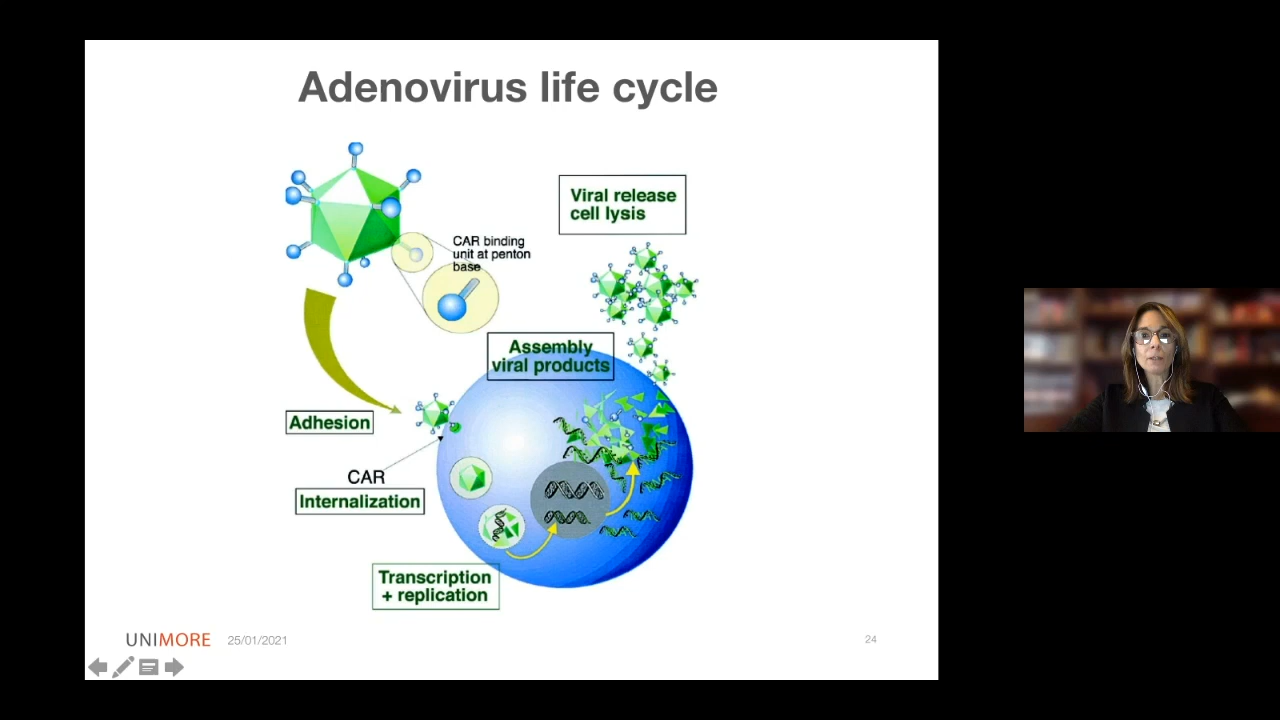 Adenovirus life cycle
Viral release
cell lysis
CAR binding
unit at penton
base
Assembly
viral products
Adhesion
CAR
Internalization
Transcription
+ replication
UNIMORE
25/01/2021
24